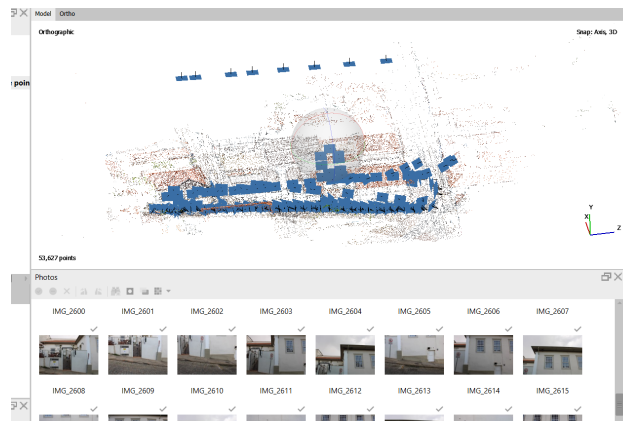 Model Ortho
Orthographic
Snap: Axis, 3D
poin
Y
X
Z
53,627 points
Photos
IMG_2600 IMG_2601 IMG_2602 IMG_2603 IMG_2604 IMG_2605 IMG_2606 IMG_2607
IMG_2608 IMG_2609 IMG_2610 IMG_2611 IMG_2612 IMG_2613 IMG_2614 IMG_2615